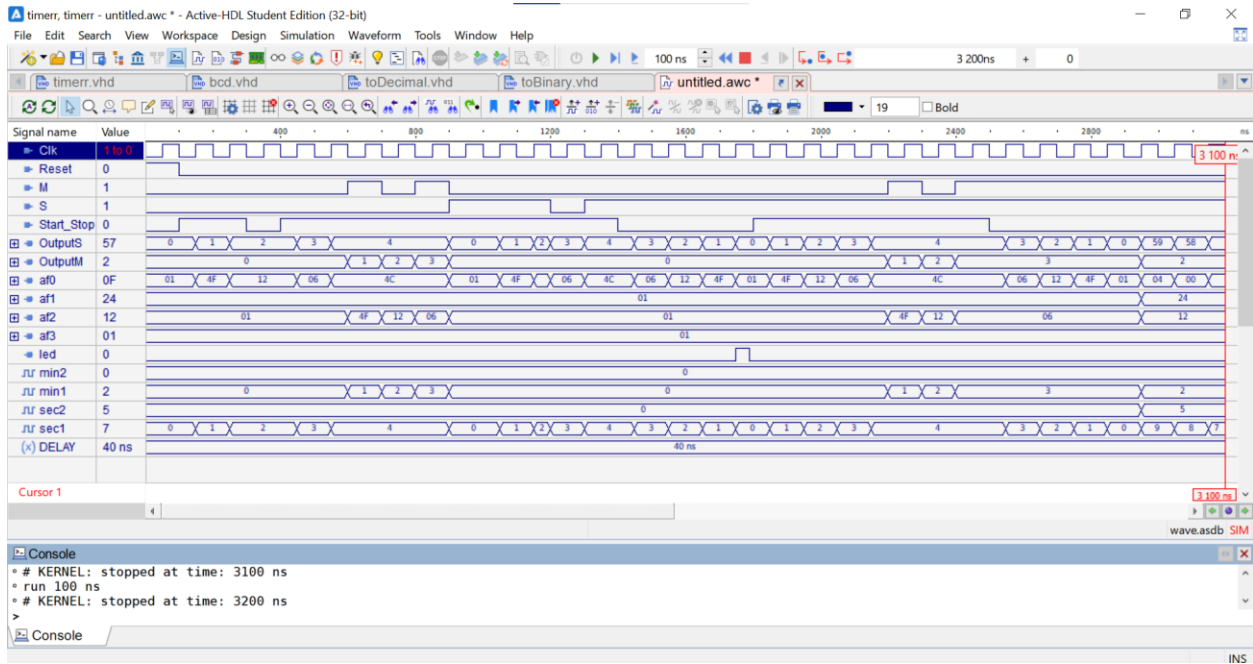 timerr, timerr - untitled.awc * - Active-HDL Student Edition (32-bit)
File Edit Search View Workspace Design Simulation Waveform Tools Window Help
100 ns 3 200ns + 0
timerr.vhd bcd.vhd toDecimal.vhd toBinary.vhd untitled.awc *
19 Bold
Signal name Value 400 800 1200 1600 2000 2400 2800 ns
Clk 1 to 0 3 100 ns
Reset 0
M 1
S 1
Start_Stop 0
OutputS 57 0 1 2 3 4 0 1 2 3 4 3 2 1 0 1 2 3 4 3 2 1 0 59 58
OutputM 2 0 1 2 3 0 1 2 3 2
af0 0F 01 4F 12 06 4C 01 4F 12 06 4C 06 12 4F 01 4F 12 06 4C 06 12 4F 01 04 00
af1 24 01 24
af2 12 01 4F 12 06 01 4F 12 06 12
af3 01 01
led 0
min2 0 0
min1 2 0 1 2 3 0 1 2 3 2
sec2 5 0 5
sec1 7 0 1 2 3 4 0 1 2 3 4 3 2 1 0 1 2 3 4 3 2 1 0 9 8 7
(x) DELAY 40 ns 40 ns
Cursor 1 3 100 ns
wave.asdb SIM
Console
# KERNEL: stopped at time: 3100 ns
run 100 ns
# KERNEL: stopped at time: 3200 ns
>
Console
INS